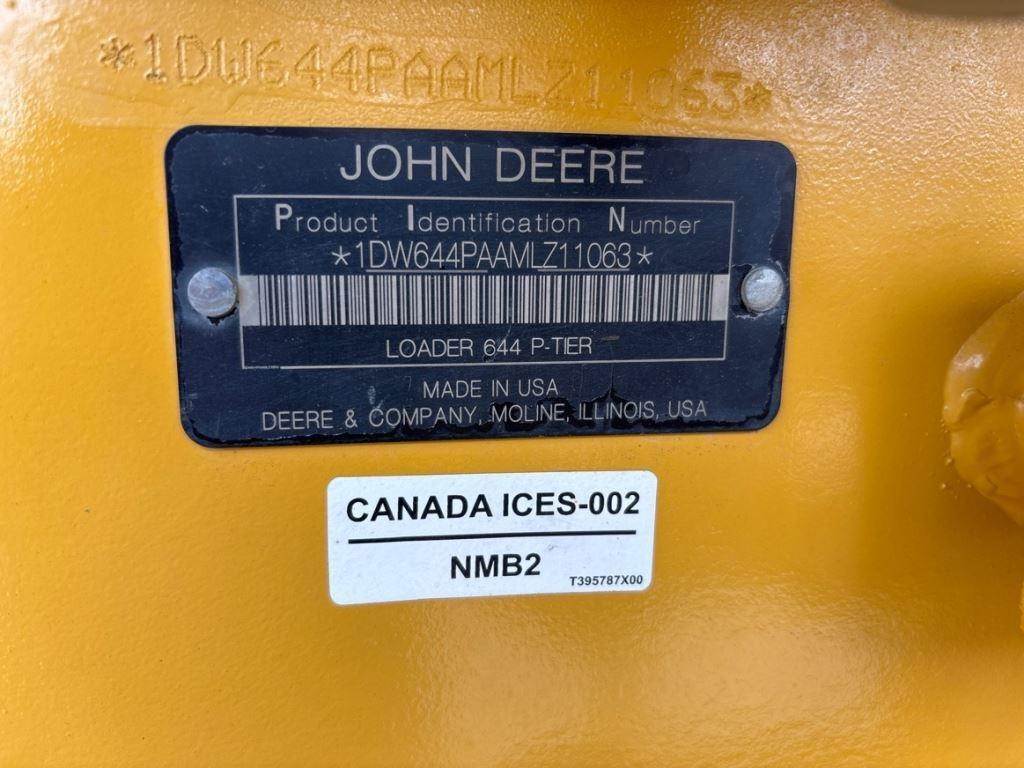 *1DW644PAAMLZ11063*
JOHN DEERE
Product Identification Number
*1DW644PAAMLZ11063*
LOADER 644 P-TIER
MADE IN USA
DEERE & COMPANY, MOLINE, ILLINOIS, USA
CANADA ICES-002
NMB2
T395787X00